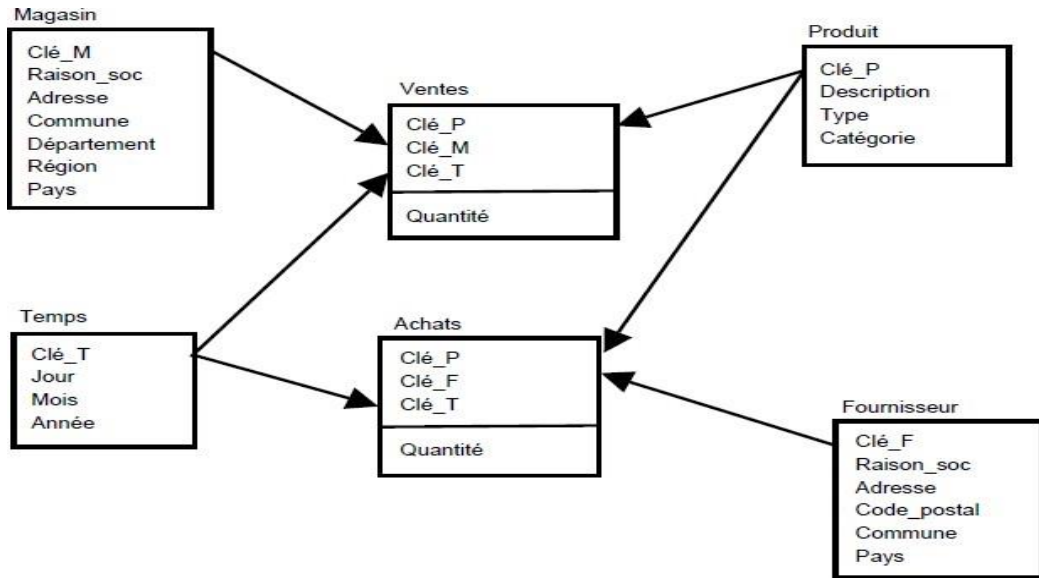 Magasin
Clé_M
Raison_soc
Adresse
Commune
Département
Région
Pays
Ventes
Clé_P
Clé_M
Clé_T
Quantité
Produit
Clé_P
Description
Type
Catégorie
Temps
Clé_T
Jour
Mois
Année
Achats
Clé_P
Clé_F
Clé_T
Quantité
Fournisseur
Clé_F
Raison_soc
Adresse
Code_postal
Commune
Pays